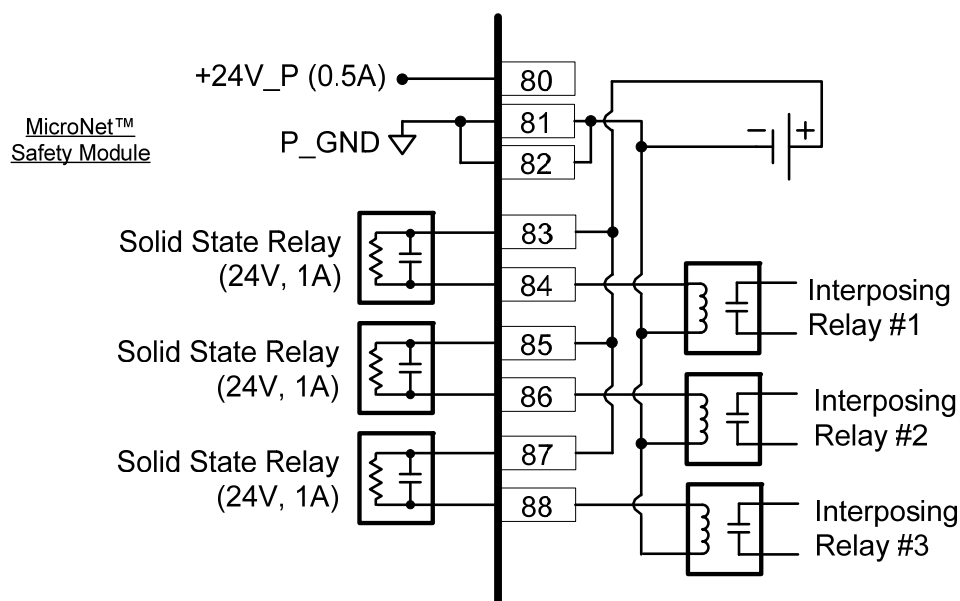 +24V_P (0.5A)
80
MicroNet™
Safety Module
P_GND
81
82
−
+
Solid State Relay
(24V, 1A)
83
84
Interposing
Relay #1
Solid State Relay
(24V, 1A)
85
86
Interposing
Relay #2
Solid State Relay
(24V, 1A)
87
88
Interposing
Relay #3